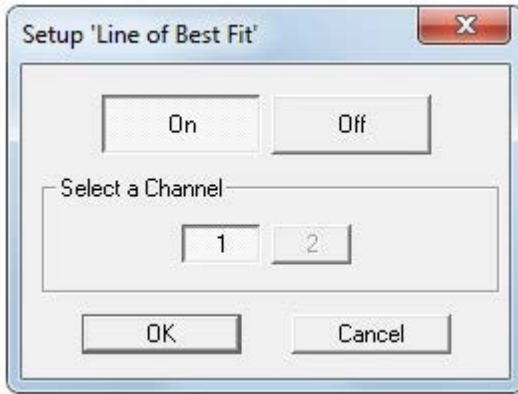 Setup 'Line of Best Fit'
On Off
Select a Channel
1 2
OK Cancel